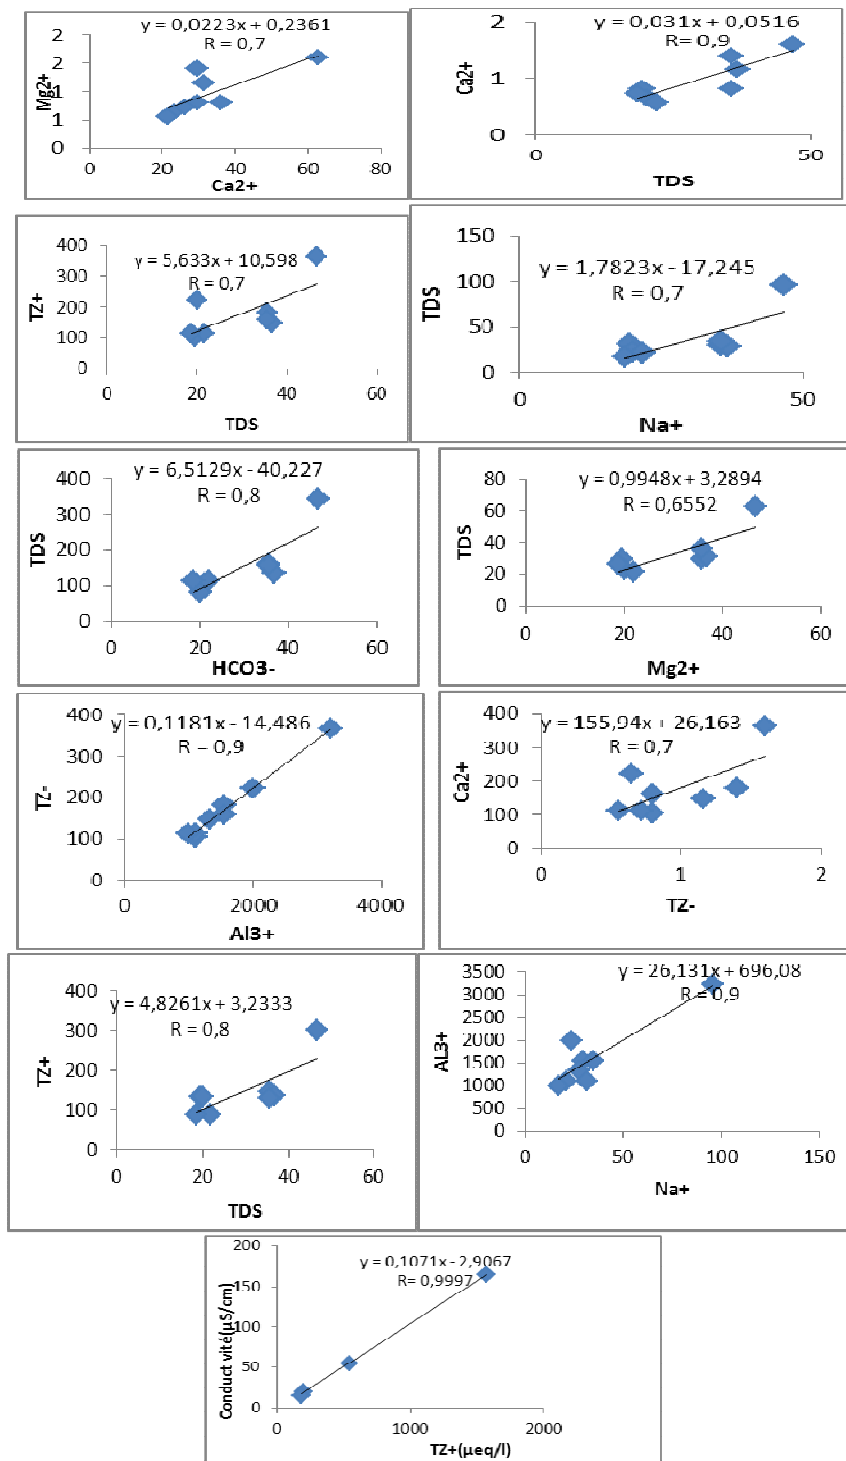 y = 0,0223x + 0,2361
R = 0,7
Mg2+
2
2
1
1
0
0 20 40 60 80
Ca2+
y = 0,031x + 0,0516
R= 0,9
Ca2+
2
1
0
0 50
TDS
y = 5,633x + 10,598
R = 0,7
TZ+
400
300
200
100
0
0 20 40 60
TDS
y = 1,7823x - 17,245
R = 0,7
TDS
150
100
50
0
0 50
Na+
y = 6,5129x - 40,227
R = 0,8
TDS
400
300
200
100
0
0 20 40 60
HCO3-
y = 0,9948x + 3,2894
R = 0,6552
TDS
80
60
40
20
0
0 20 40 60
Mg2+
y = 0,1181x - 14,486
R = 0,9
TZ-
400
300
200
100
0
0 2000 4000
Al3+
y = 155,94x + 26,163
R = 0,7
Ca2+
400
300
200
100
0
0 1 2
TZ-
y = 4,8261x + 3,2333
R = 0,8
TZ+
400
300
200
100
0
0 20 40 60
TDS
y = 26,131x + 696,08
R = 0,9
AL3+
3500
3000
2500
2000
1500
1000
500
0
0 50 100 150
Na+
y = 0,1071x - 2,9067
R= 0,9997
Conduct vité(µS/cm)
200
150
100
50
0
0 1000 2000
TZ+(µeq/l)